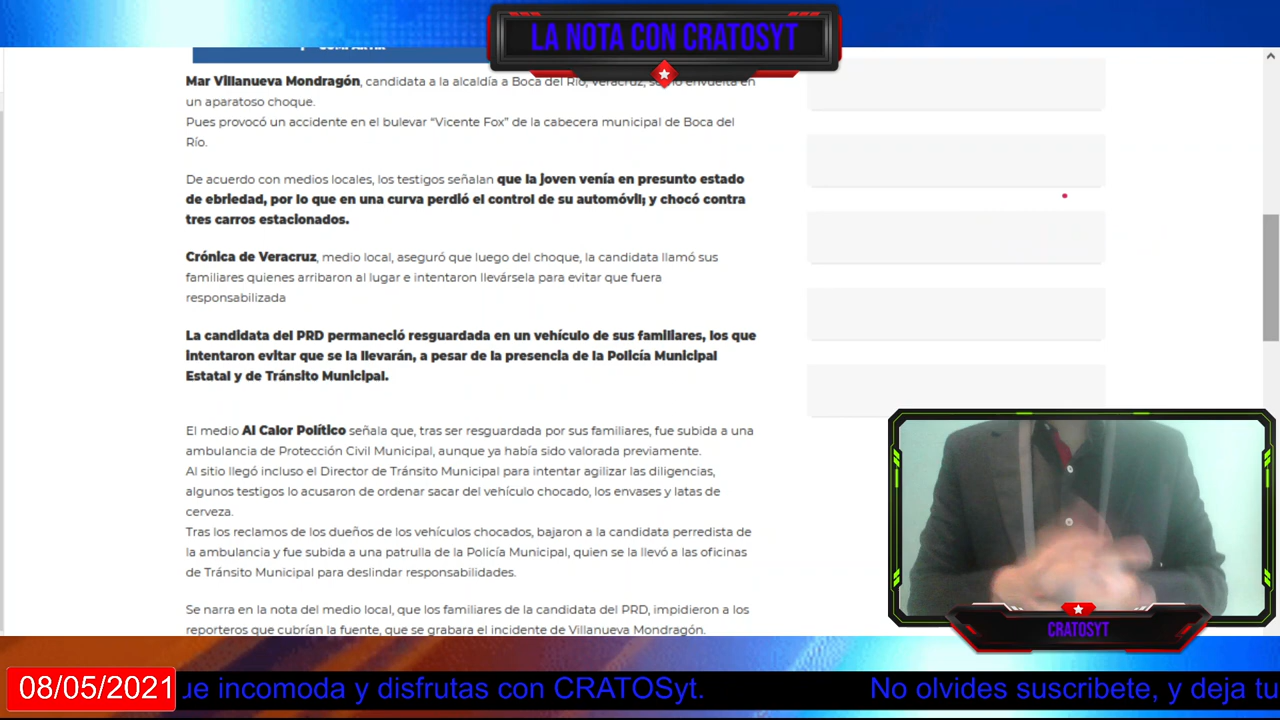 LA NOTA CON CRATOSYT
Mar Villanueva Mondragón, candidata a la alcaldía a Boca del Río, Veracruz, envuelta en
un aparatoso choque.
Pues provocó un accidente en el bulevar “Vicente Fox” de la cabecera municipal de Boca del
Río.
De acuerdo con medios locales, los testigos señalan que la joven venía en presunto estado
de ebriedad, por lo que en una curva perdió el control de su automóvil; y chocó contra
tres carros estacionados.
Crónica de Veracruz, medio local, aseguró que luego del choque, la candidata llamó sus
familiares quienes arribaron al lugar e intentaron llevársela para evitar que fuera
responsabilizada
La candidata del PRD permaneció resguardada en un vehículo de sus familiares, los que
intentaron evitar que se la llevarán, a pesar de la presencia de la Policía Municipal
Estatal y de Tránsito Municipal.
El medio Al Calor Político señala que, tras ser resguardada por sus familiares, fue subida a una
ambulancia de Protección Civil Municipal, aunque ya había sido valorada previamente.
Al sitio llegó incluso el Director de Tránsito Municipal para intentar agilizar las diligencias,
algunos testigos lo acusaron de ordenar sacar del vehículo chocado, los envases y latas de
cerveza.
Tras los reclamos de los dueños de los vehículos chocados, bajaron a la candidata perredista de
la ambulancia y fue subida a una patrulla de la Policía Municipal, quien se la llevó a las oficinas
de Tránsito Municipal para deslindar responsabilidades.
Se narra en la nota del medio local, que los familiares de la candidata del PRD, impidieron a los
reporteros que cubrían la fuente, que se grabara el incidente de Villanueva Mondragón.
CRATOSYT
08/05/2021
ue incomoda y disfrutas con CRATOSyt. No olvides suscribete, y deja tu